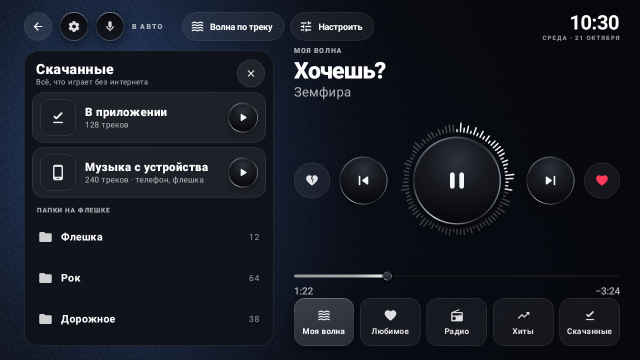 В АВТО
Волна по треку
Настроить
10:30
СРЕДА · 21 ОКТЯБРЯ
Скачанные
Всё, что играет без интернета
В приложении
128 треков
Музыка с устройства
240 треков · телефон, флешка
ПАПКИ НА ФЛЕШКЕ
Флешка 12
Рок 64
Дорожное 38
МОЯ ВОЛНА
Хочешь?
Земфира
1:22
−3:24
Моя волна
Любимое
Радио
Хиты
Скачанные